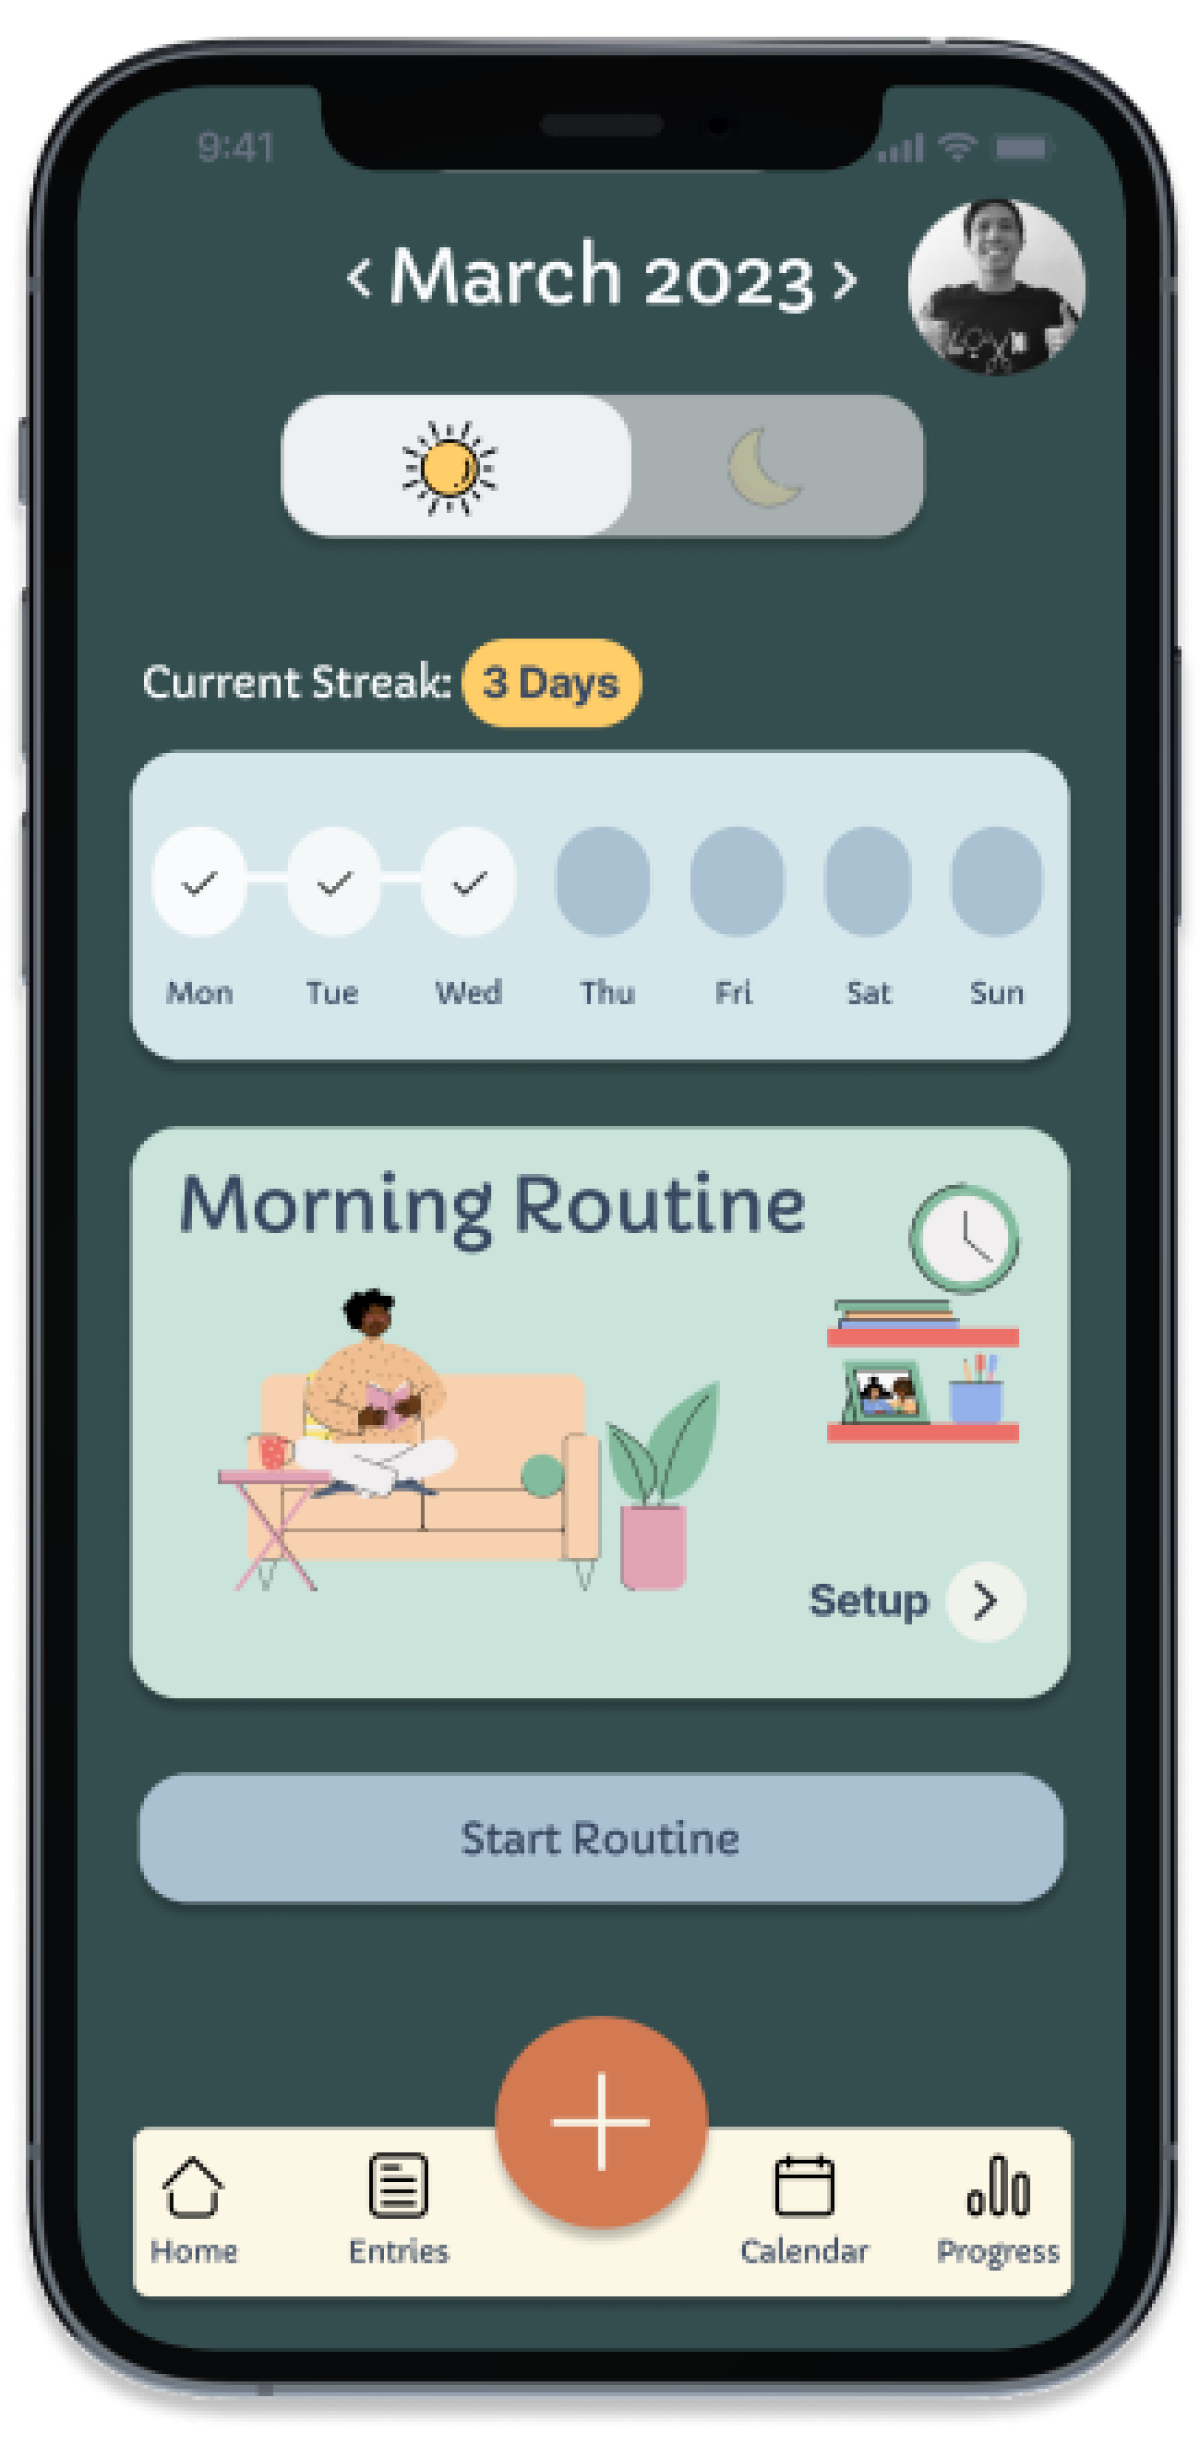 9:41
< March 2023 >
Current Streak: 3 Days
Mon Tue Wed Thu Fri Sat Sun
Morning Routine
Setup
Start Routine
Home Entries Calendar Progress